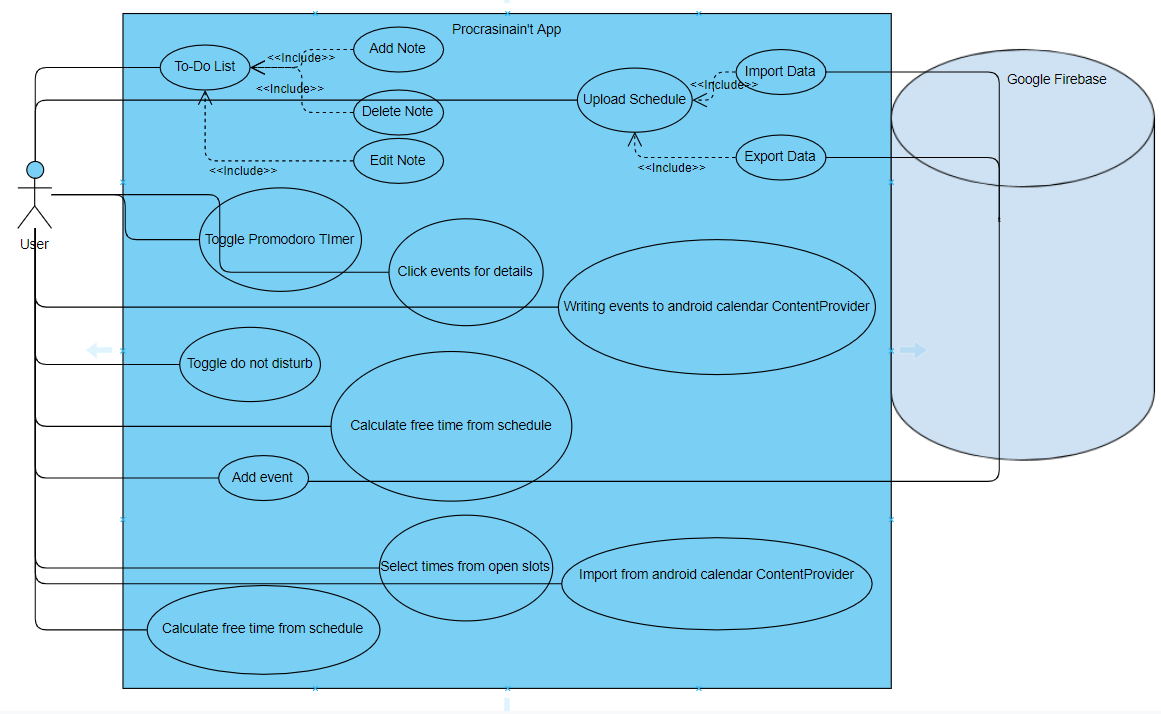 Procrasinain't App
To-Do List
<<Include>>
Add Note
<<Include>>
Delete Note
Edit Note
<<Include>>
Upload Schedule
<<Include>>
Import Data
Export Data
<<Include>>
Google Firebase
User
Toggle Promodoro TImer
Click events for details
Writing events to android calendar ContentProvider
Toggle do not disturb
Calculate free time from schedule
Add event
Select times from open slots
Import from android calendar ContentProvider
Calculate free time from schedule